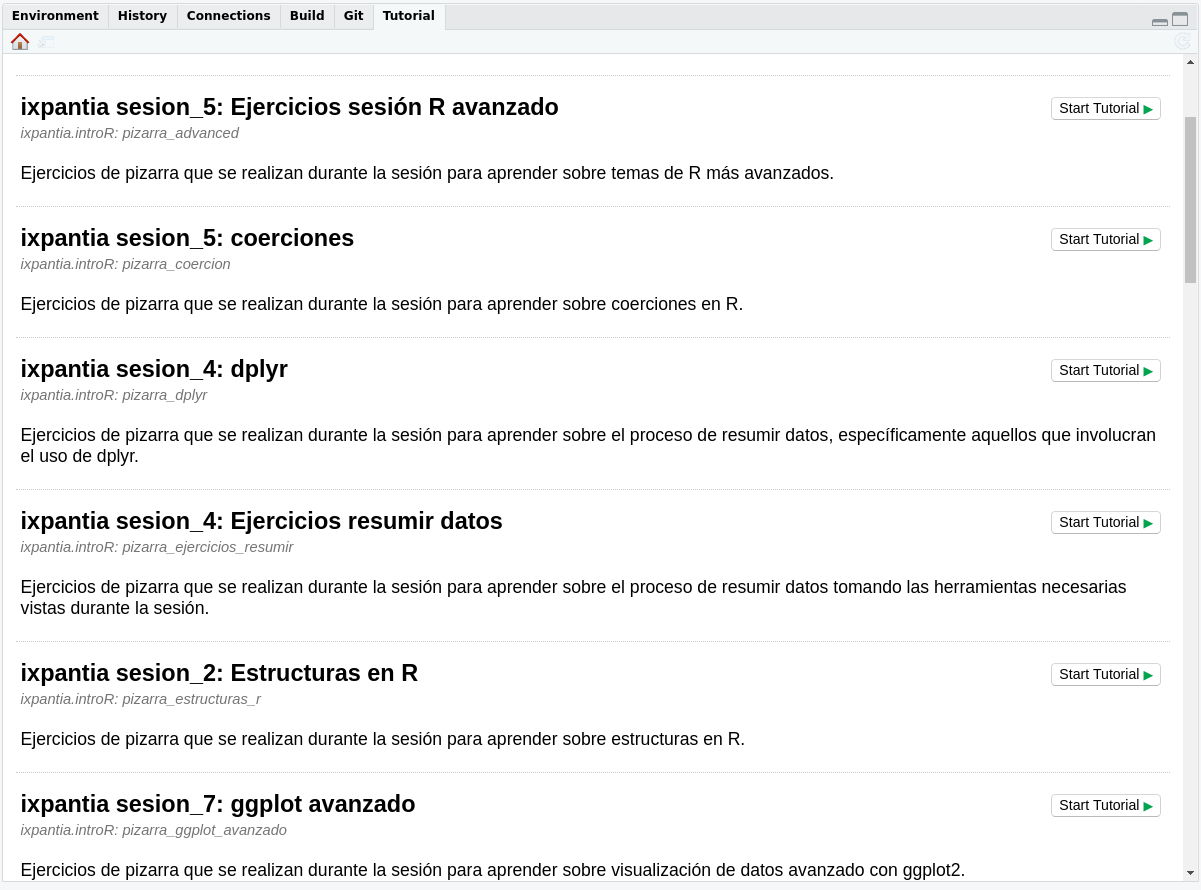 Environment History Connections Build Git Tutorial
ixpantia sesion_5: Ejercicios sesión R avanzado
Start Tutorial ▶
ixpantia.introR: pizarra_advanced
Ejercicios de pizarra que se realizan durante la sesión para aprender sobre temas de R más avanzados.
ixpantia sesion_5: coerciones
Start Tutorial ▶
ixpantia.introR: pizarra_coercion
Ejercicios de pizarra que se realizan durante la sesión para aprender sobre coerciones en R.
ixpantia sesion_4: dplyr
Start Tutorial ▶
ixpantia.introR: pizarra_dplyr
Ejercicios de pizarra que se realizan durante la sesión para aprender sobre el proceso de resumir datos, específicamente aquellos que involucran
el uso de dplyr.
ixpantia sesion_4: Ejercicios resumir datos
Start Tutorial ▶
ixpantia.introR: pizarra_ejercicios_resumir
Ejercicios de pizarra que se realizan durante la sesión para aprender sobre el proceso de resumir datos tomando las herramientas necesarias
vistas durante la sesión.
ixpantia sesion_2: Estructuras en R
Start Tutorial ▶
ixpantia.introR: pizarra_estructuras_r
Ejercicios de pizarra que se realizan durante la sesión para aprender sobre estructuras en R.
ixpantia sesion_7: ggplot avanzado
Start Tutorial ▶
ixpantia.introR: pizarra_ggplot_avanzado
Ejercicios de pizarra que se realizan durante la sesión para aprender sobre visualización de datos avanzado con ggplot2.